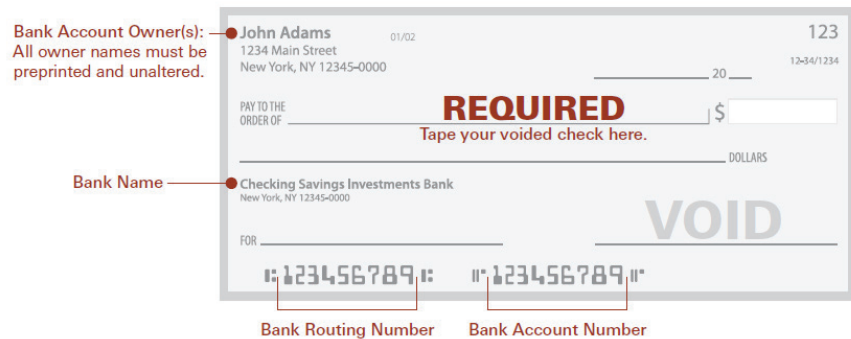 Bank Account Owner(s):
All owner names must be
preprinted and unaltered.
John Adams
01/02
123
1234 Main Street
New York, NY 12345-0000
20
12-34/1234
PAY TO THE
ORDER OF
REQUIRED
$
Tape your voided check here.
DOLLARS
Bank Name
Checking Savings Investments Bank
New York, NY 12345-0000
VOID
FOR
⑆123456789⑆ ⑈123456789⑈
Bank Routing Number Bank Account Number